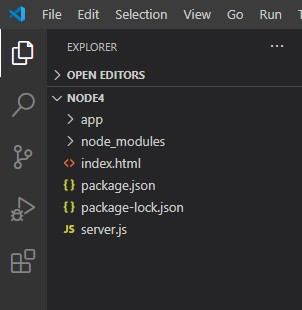 File Edit Selection View Go Run
EXPLORER ...
OPEN EDITORS
NODE4
app
node_modules
<> index.html
{} package.json
{} package-lock.json
JS server.js